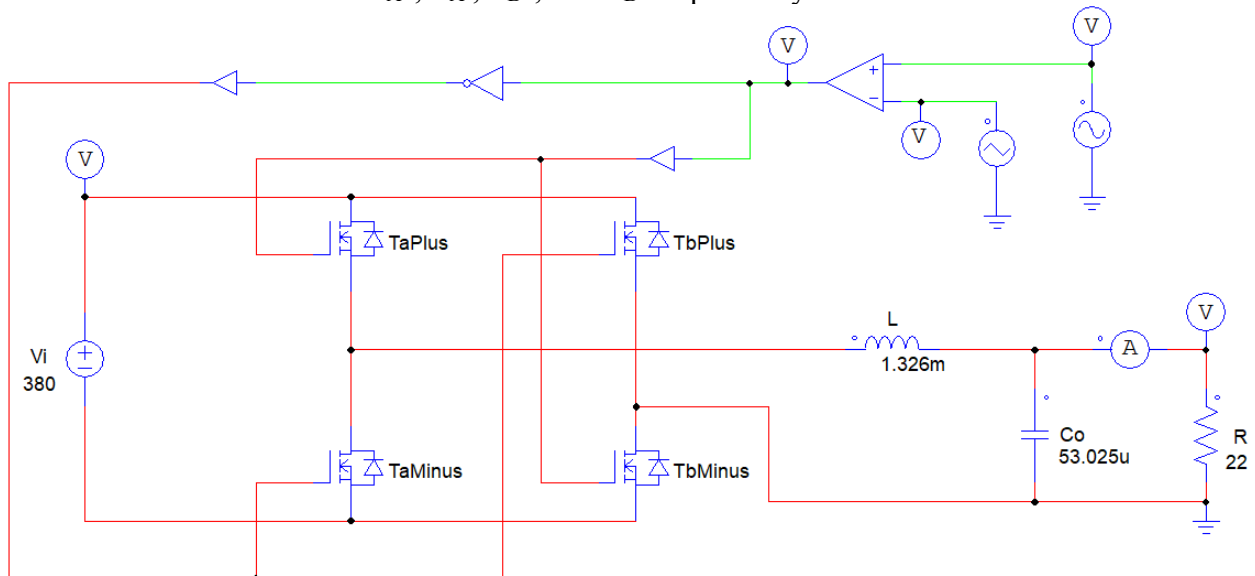 V
V
+
−
V
V
TaPlus
TbPlus
L
V
Vi
380
+
−
1.326m
A
TaMinus
TbMinus
Co
53.025u
R
22